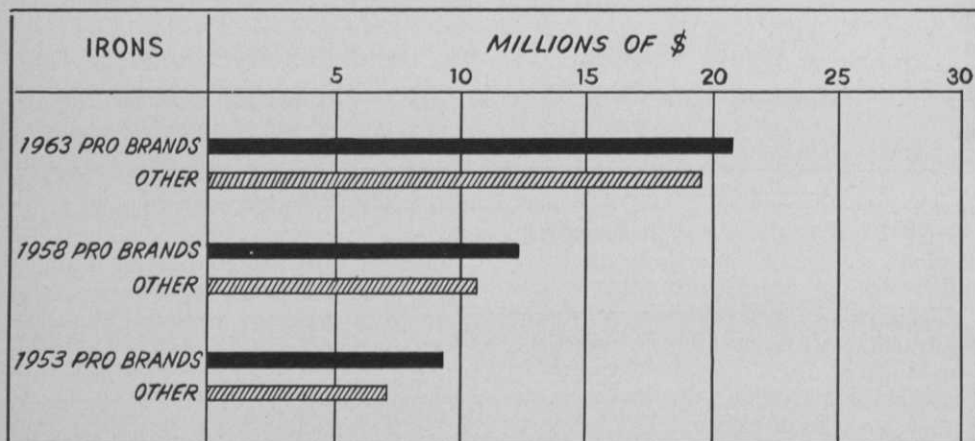 IRONS MILLIONS OF $
5 10 15 20 25 30
1963 PRO BRANDS
OTHER
1958 PRO BRANDS
OTHER
1953 PRO BRANDS
OTHER